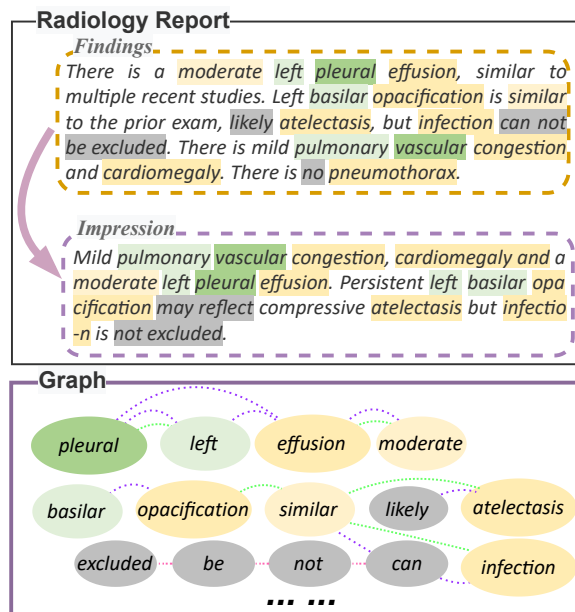 Radiology Report
Findings
There is a moderate left pleural effusion, similar to
multiple recent studies. Left basilar opacification is similar
to the prior exam, likely atelectasis, but infection can not
be excluded. There is mild pulmonary vascular congestion
and cardiomegaly. There is no pneumothorax.
Impression
Mild pulmonary vascular congestion, cardiomegaly and a
moderate left pleural effusion. Persistent left basilar opa
cification may reflect compressive atelectasis but infectio
-n is not excluded.
Graph
pleural left effusion moderate
basilar opacification similar likely atelectasis
excluded be not can infection
... ...